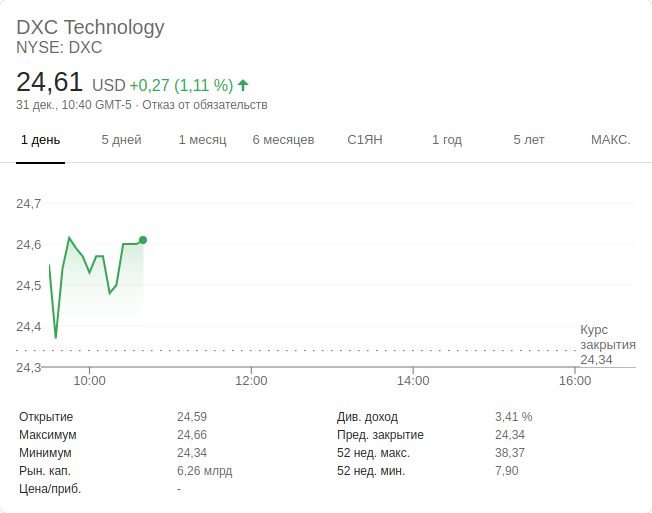 DXC Technology
NYSE: DXC
24,61 USD +0,27 (1,11 %)
31 дек., 10:40 GMT-5 · Отказ от обязательств
1 день 5 дней 1 месяц 6 месяцев С1ЯН 1 год 5 лет МАКС.
24,7
24,6
24,5
24,4
24,3
Курс
закрытия
24,34
10:00 12:00 14:00 16:00
Открытие 24,59 Див. доход 3,41 %
Максимум 24,66 Пред. закрытие 24,34
Минимум 24,34 52 нед. макс. 38,37
Рын. кап. 6,26 млрд 52 нед. мин. 7,90
Цена/приб. -